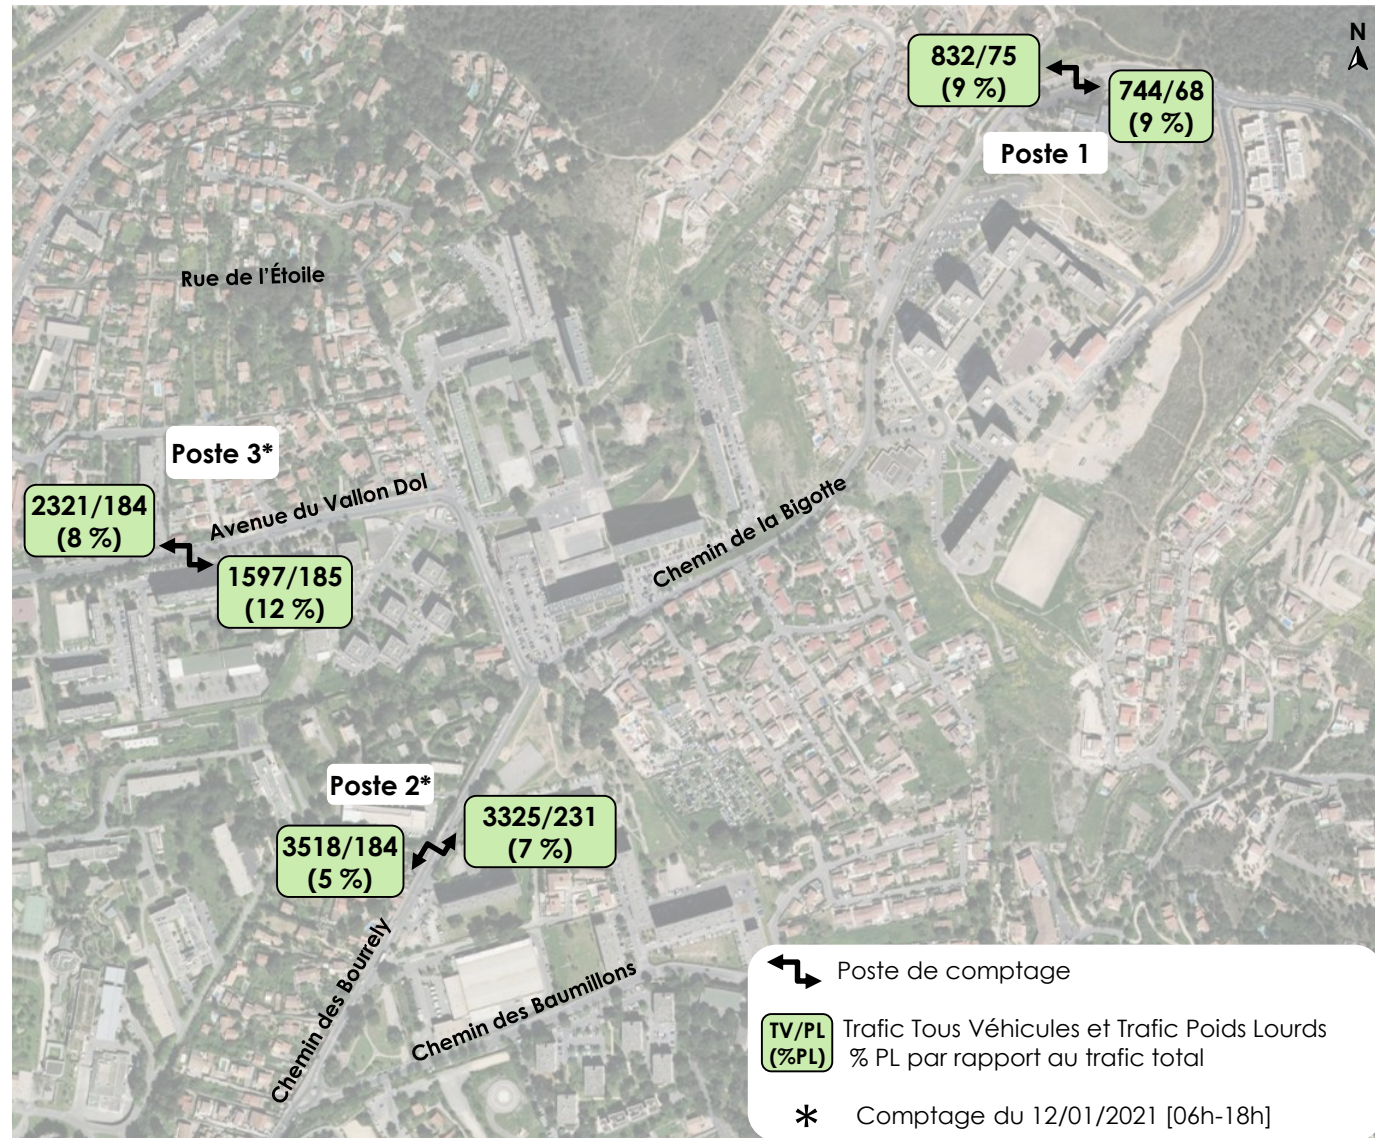 N
832/75
(9 %)
744/68
(9 %)
Poste 1
Rue de l'Étoile
Poste 3*
2321/184
(8 %)
Avenue du Vallon Dol
1597/185
(12 %)
Chemin de la Bigotte
Poste 2*
3325/231
(7 %)
3518/184
(5 %)
Chemin des Bourrely
Chemin des Baumillons
Poste de comptage
TV/PL
(%PL)
Trafic Tous Véhicules et Trafic Poids Lourds
% PL par rapport au trafic total
* Comptage du 12/01/2021 [06h-18h]